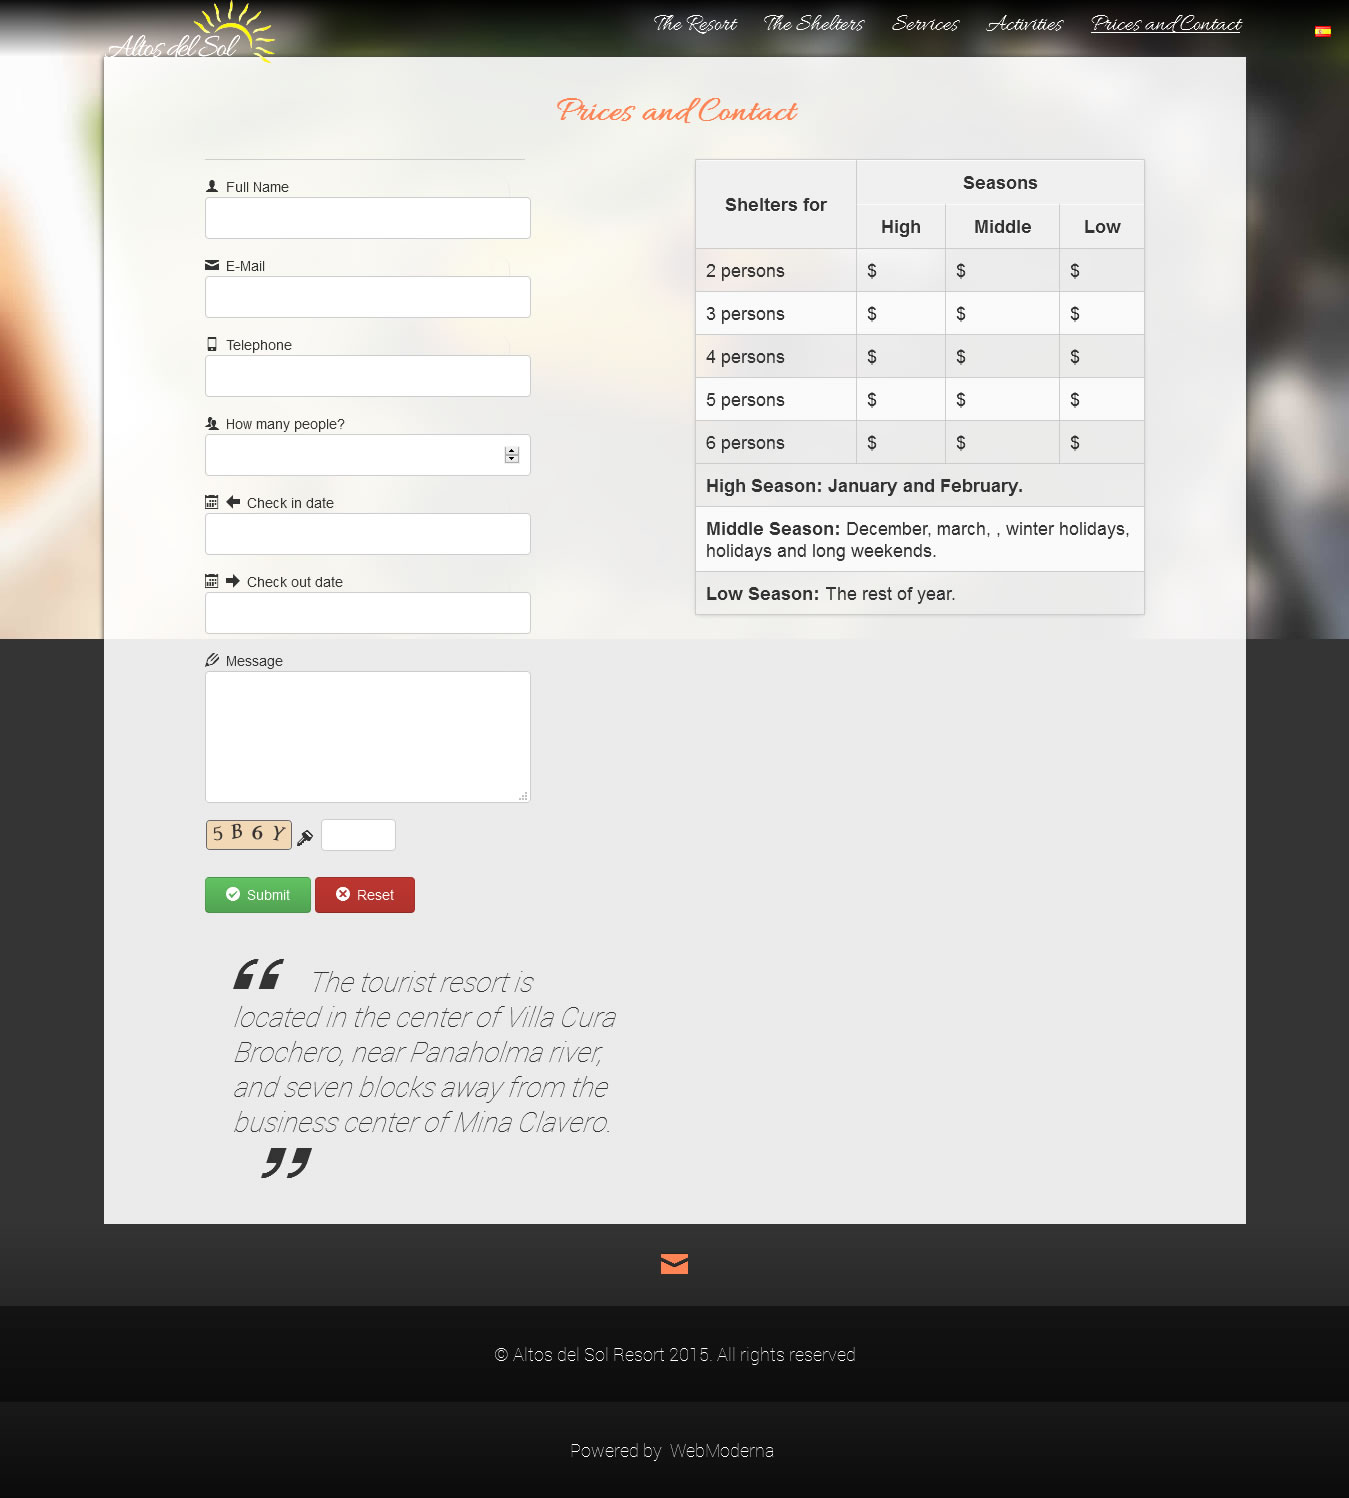 Altos del Sol
The Resort The Shelters Services Activities Prices and Contact
Prices and Contact
Full Name
E-Mail
Telephone
How many people?
Check in date
Check out date
Message
5 B 6 Y
Submit Reset
Shelters for Seasons
High Middle Low
2 persons $ $ $
3 persons $ $ $
4 persons $ $ $
5 persons $ $ $
6 persons $ $ $
High Season: January and February.
Middle Season: December, march, , winter holidays,
holidays and long weekends.
Low Season: The rest of year.
“ The tourist resort is
located in the center of Villa Cura
Brochero, near Panaholma river,
and seven blocks away from the
business center of Mina Clavero.
”
© Altos del Sol Resort 2015. All rights reserved
Powered by WebModerna